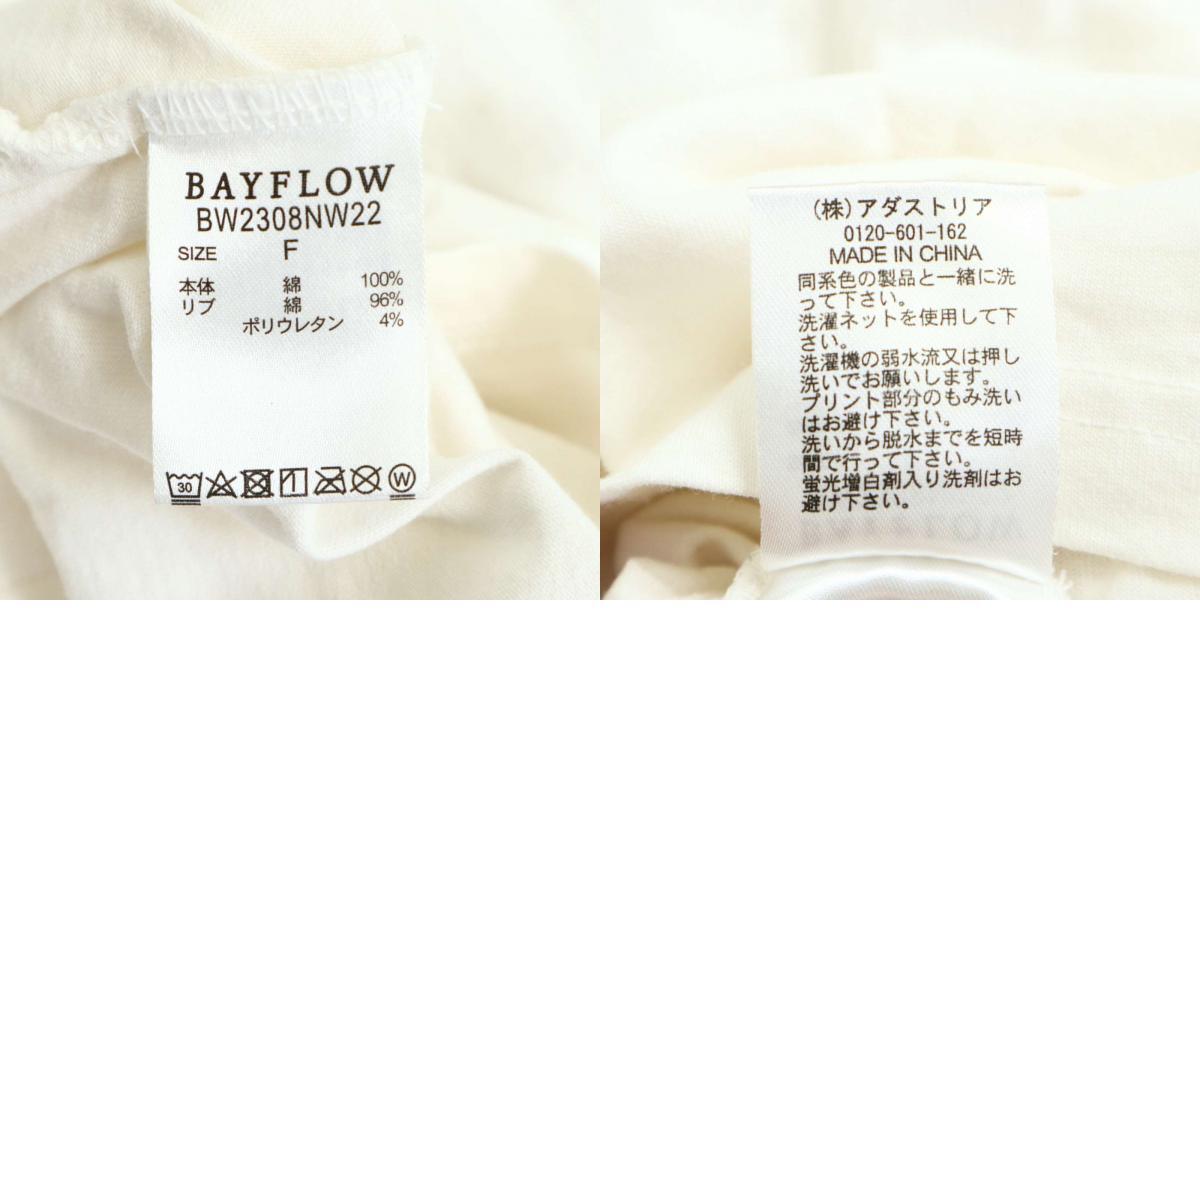 BAYFLOW
BW2308NW22
SIZE F
本体 綿 100%
リブ 綿 96%
ポリウレタン 4%
30
W
(株)アダストリア
0120-601-162
MADE IN CHINA
同系色の製品と一緒に洗
って下さい。
洗濯ネットを使用して下
さい。
洗濯機の弱水流又は押し
洗いでお願いします。
プリント部分のもみ洗い
はお避け下さい。
洗いから脱水までを短時
間で行って下さい。
蛍光増白剤入り洗剤はお
避け下さい。